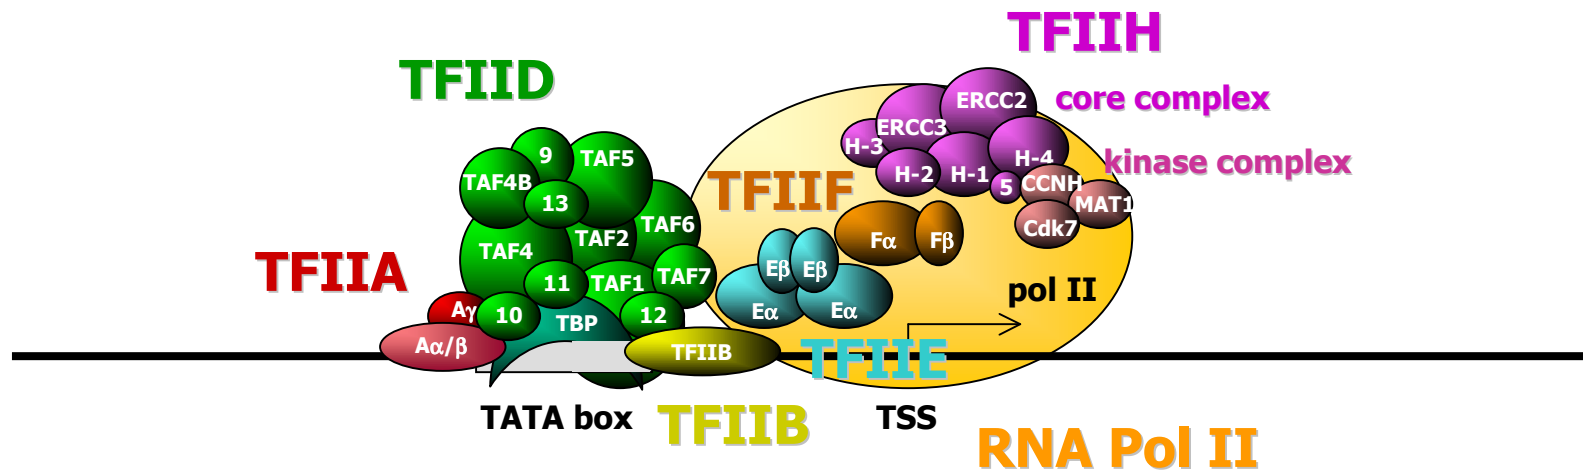 TFIIH
TFIID
core complex
ERCC2
ERCC3
H-3
H-4
H-2
H-1
5
kinase complex
CCNH
MAT1
Cdk7
9
TAF5
TAF4B
13
TFIIF
TAF6
TAF2
TAF4
Fα
Fβ
TFIIA
11
TAF1
TAF7
Eβ
Eβ
pol II
Aγ
10
TBP
12
Eα
Eα
Aα/β
TFIIB
TFIIE
TATA box
TFIIB
TSS
RNA Pol II